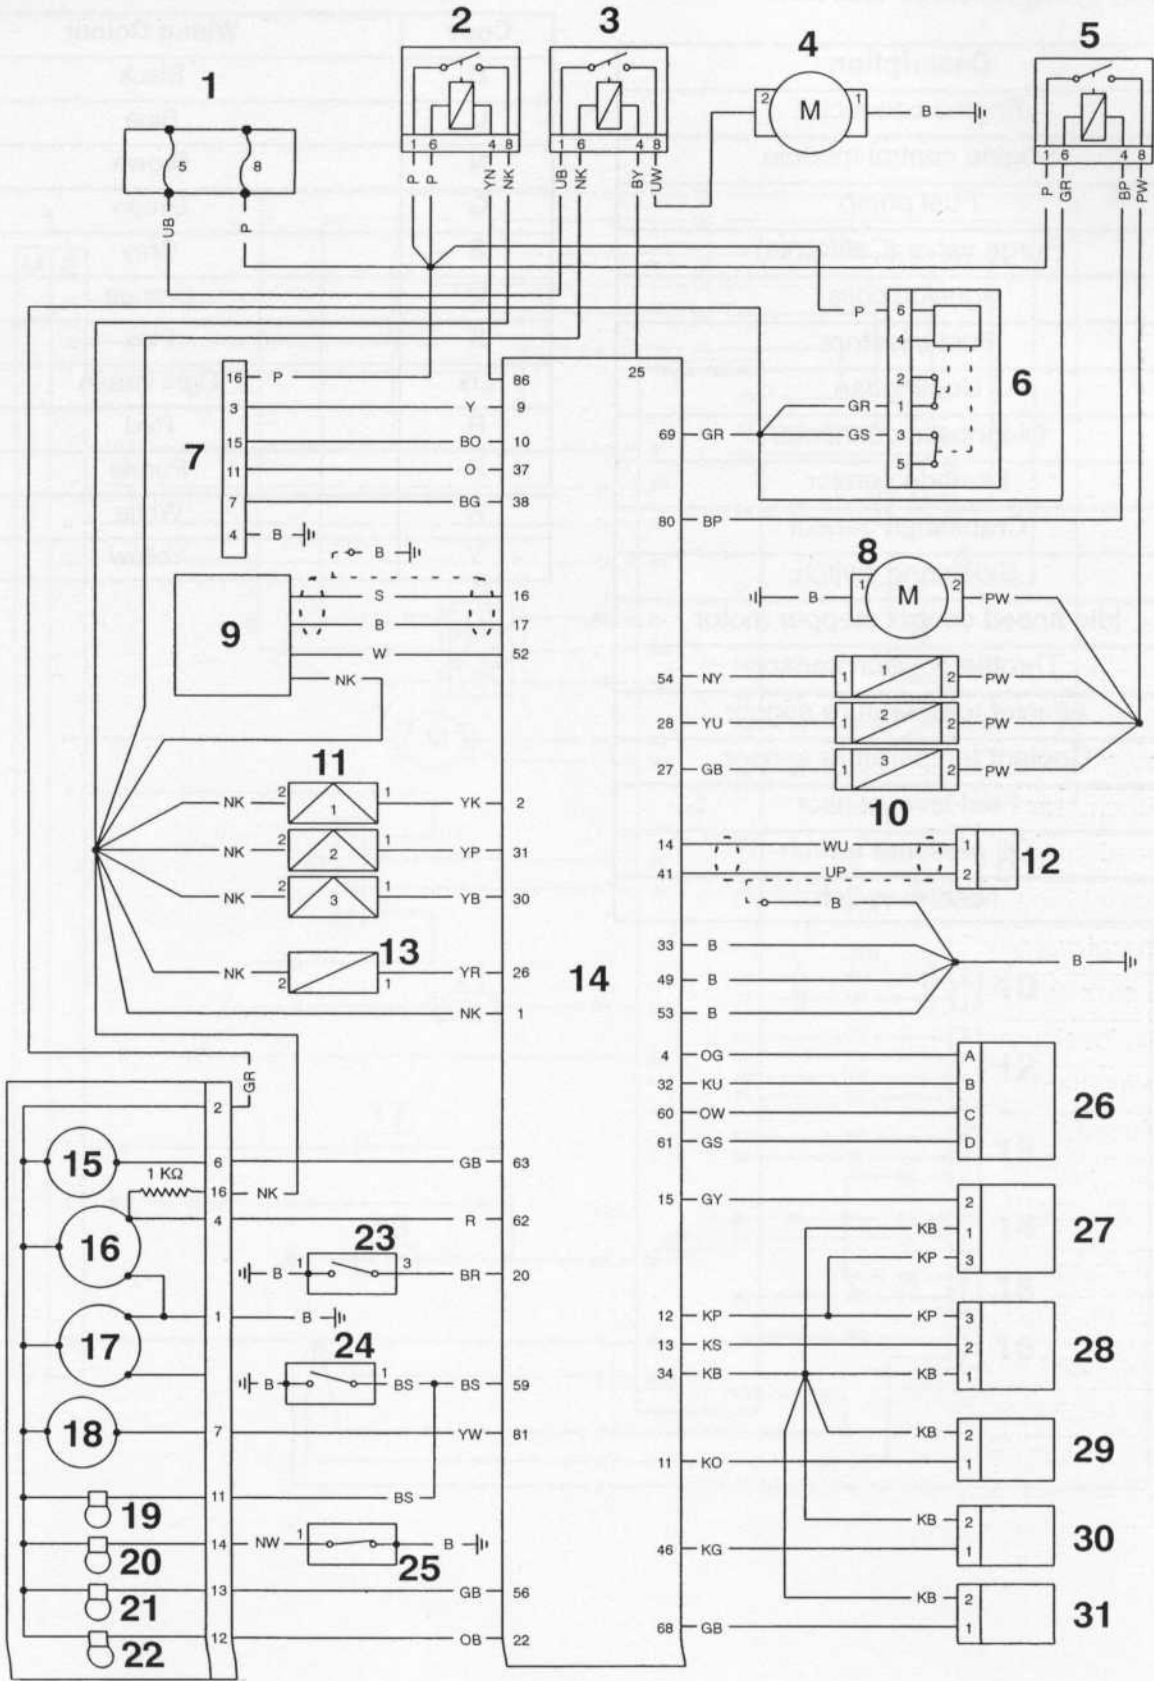 2 3 4 5
1
2 M 1 B
5 8
1 6 4 8
1 6 4 8
1 6 4 8
UB P
P P YN NK
UB NK BY UW
P GR BP PW
P 6
4
2
GR 1
GS 3
5
6
7
16 P
3 Y 9
15 BO 10
11 O 37
7 BG 38
4 B
86
25
69 GR
80 BP
B
9
S 16
B 17
W 52
NK
8
B 1 M 2 PW
54 NY 1 1 2 PW
28 YU 1 2 2 PW
27 GB 1 3 2 PW
10
11
NK 2 1 1 YK 2
NK 2 2 1 YP 31
NK 2 3 1 YB 30
13
NK 2 1 YR 26
NK 1
14
14 WU 1
41 UP 2
12
B
33 B
49 B
53 B
B
4 OG A
32 KU B
60 OW C
61 GS D
26
GR
2
15 6 GB 63
1 KΩ 16 NK
16 4 R 62
23
B 1 3 BR 20
17 1 B
24
B 1 BS BS 59
18 7 YW 81
19 11 BS
20 14 NW 1 B
25
21 13 GB 56
22 12 OB 22
15 GY 2
KB 1
KP 3
27
12 KP KP 3
13 KS 2
34 KB KB 1
28
KB 2
11 KO 1
29
KB 2
46 KG 1
30
KB 2
68 GB 1
31